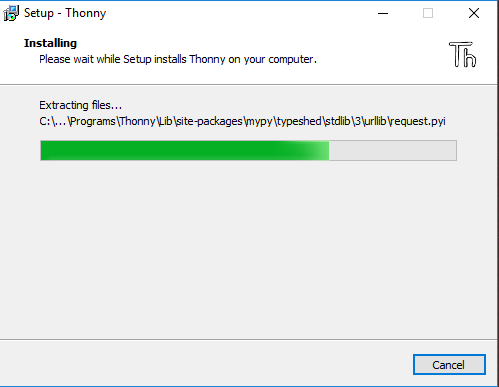 Setup - Thonny
Installing
Please wait while Setup installs Thonny on your computer.
Th
Extracting files...
C:\...\Programs\Thonny\Lib\site-packages\mypy\typeshed\stdlib\3\urllib\request.pyi
Cancel